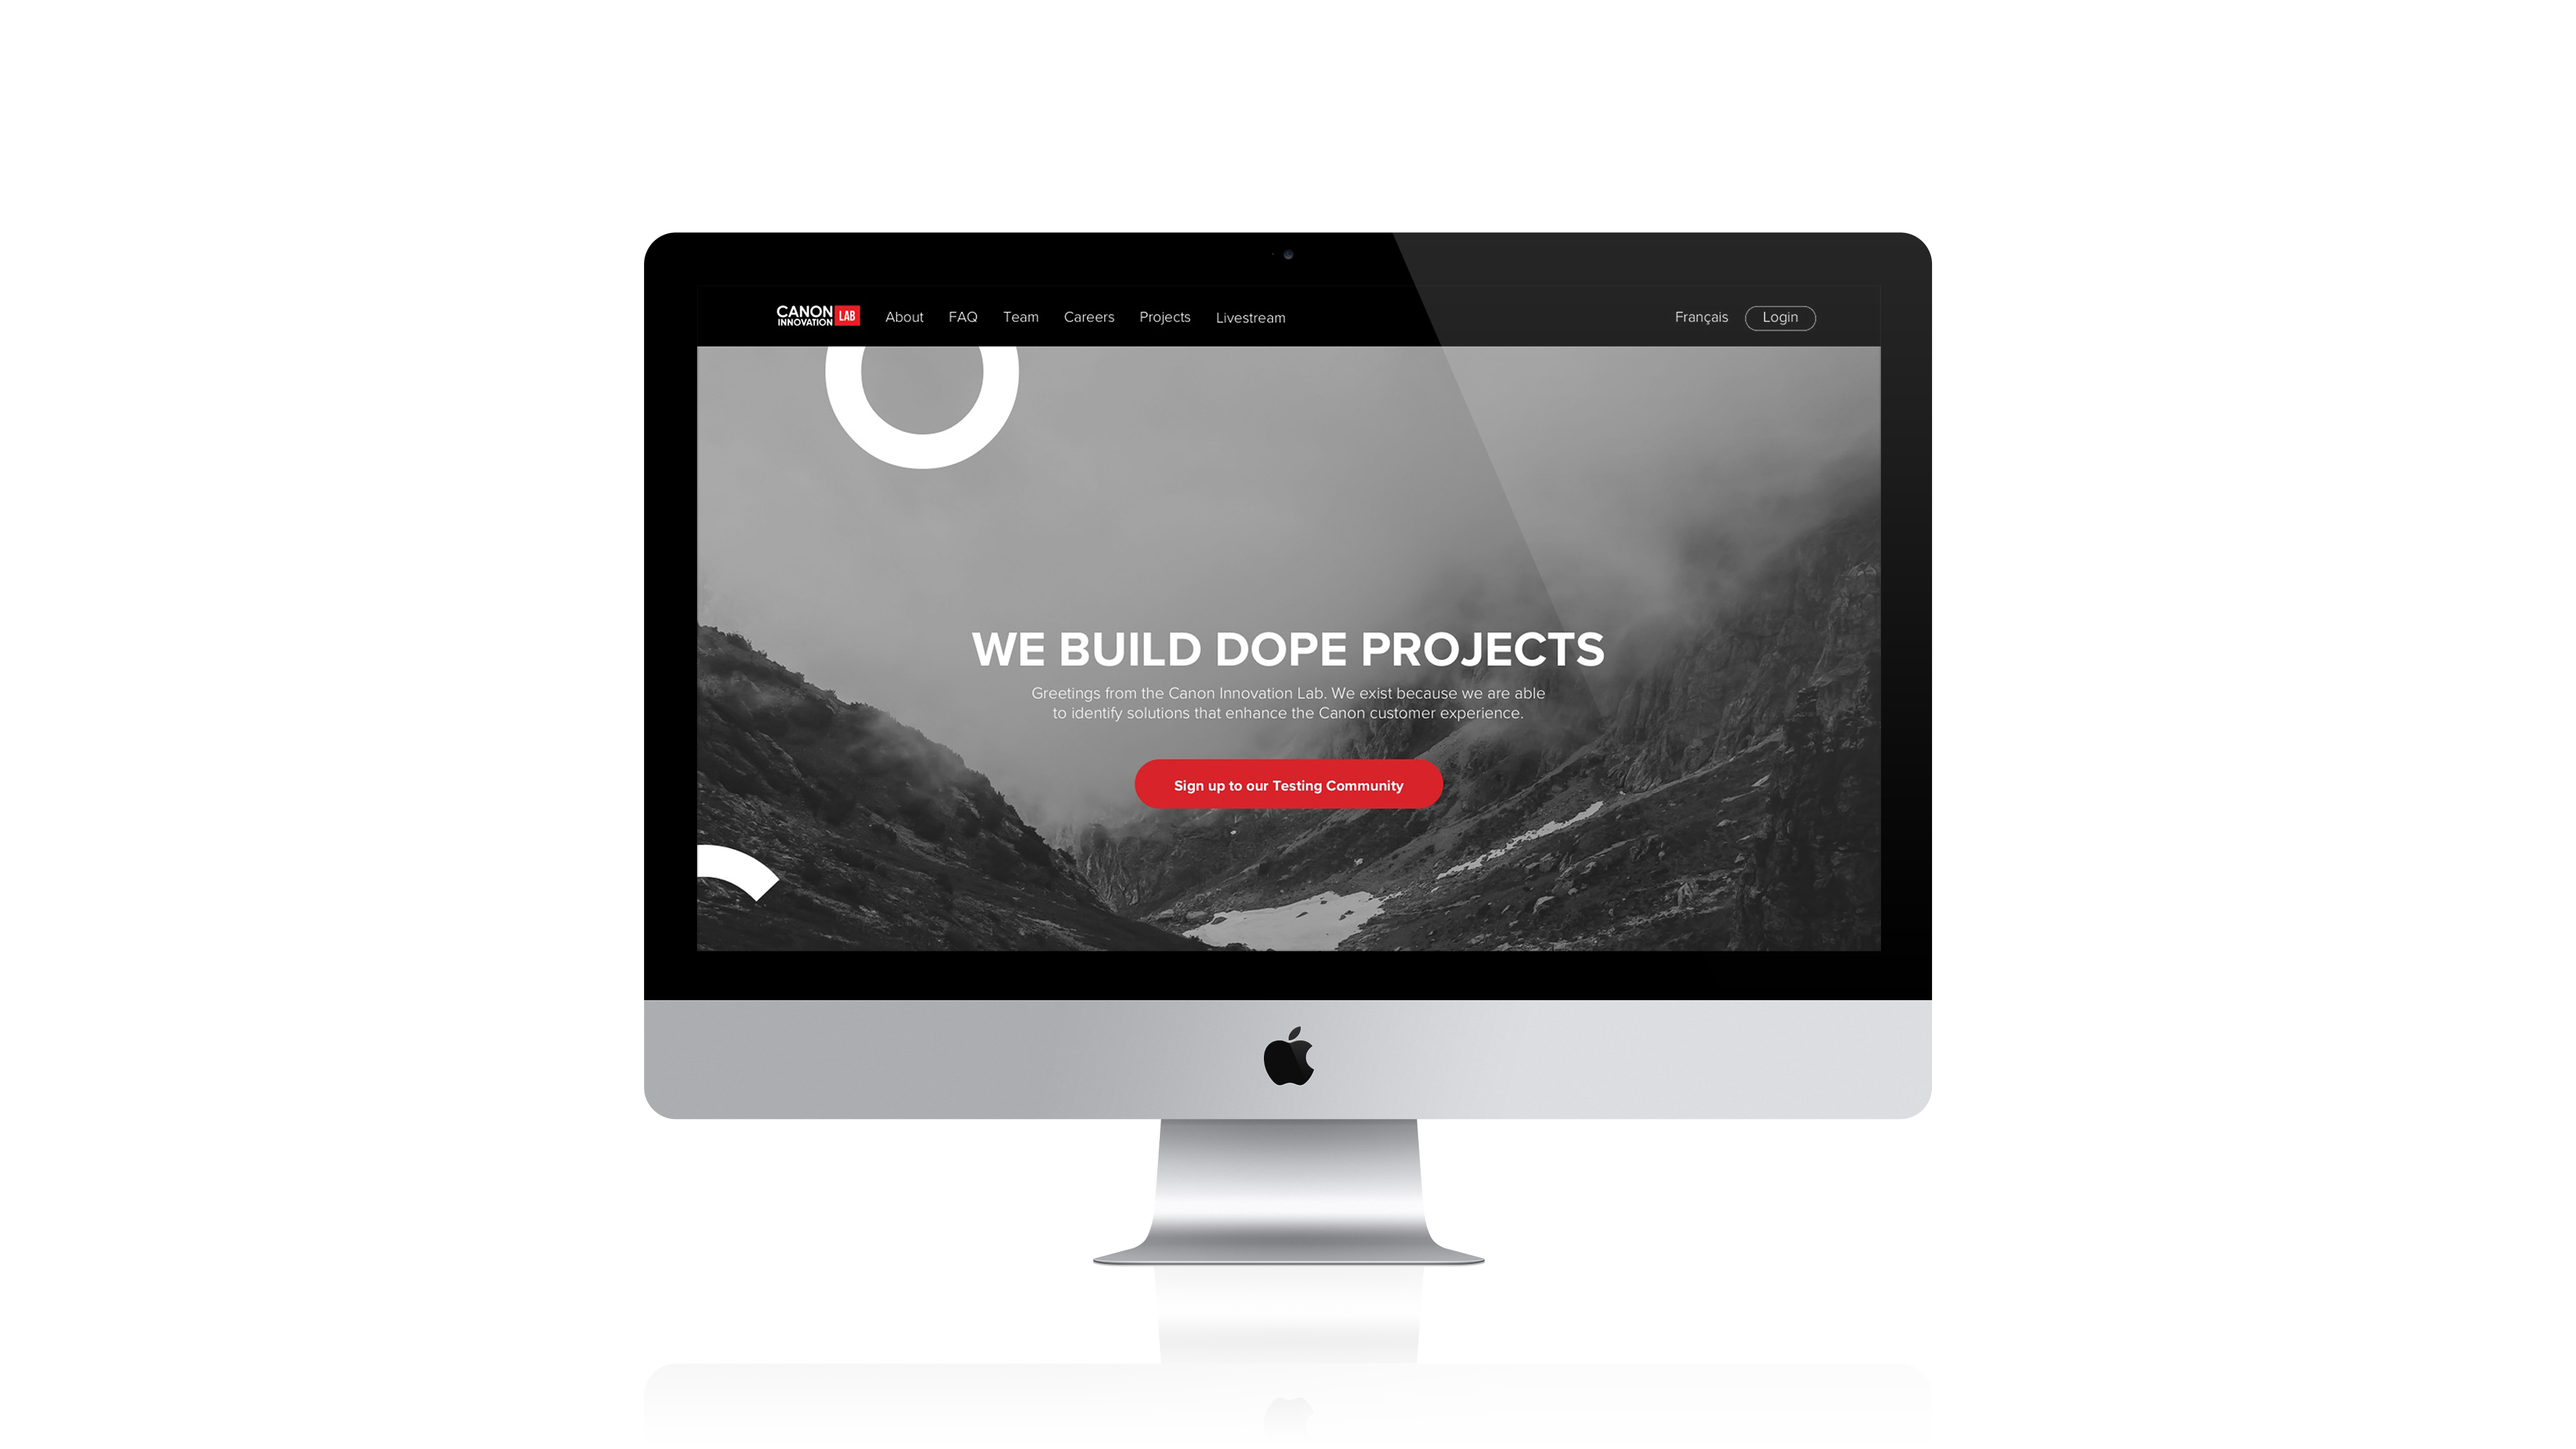 CANON
INNOVATION
LAB
About FAQ Team Careers Projects Livestream Français Login
WE BUILD DOPE PROJECTS
Greetings from the Canon Innovation Lab. We exist because we are able
to identify solutions that enhance the Canon customer experience.
Sign up to our Testing Community